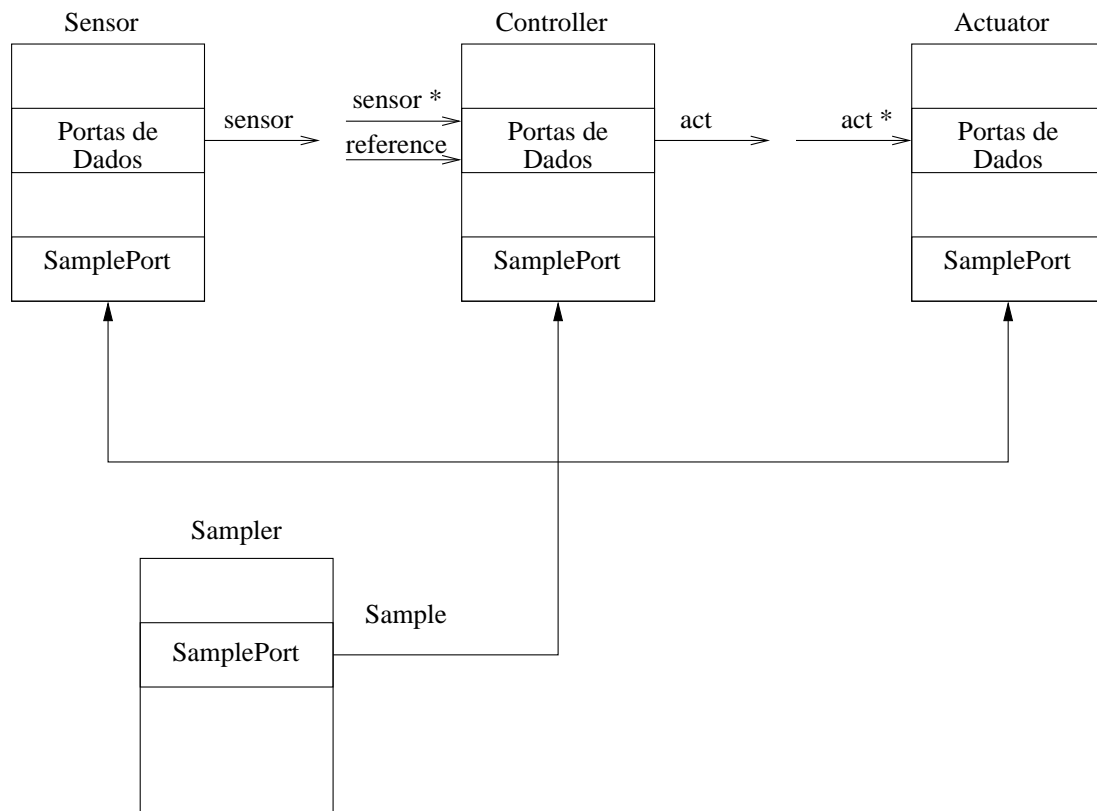 Sensor
Controller
Actuator
sensor
sensor *
reference
act
act *
Portas de
Dados
Portas de
Dados
Portas de
Dados
SamplePort
SamplePort
SamplePort
Sampler
Sample
SamplePort